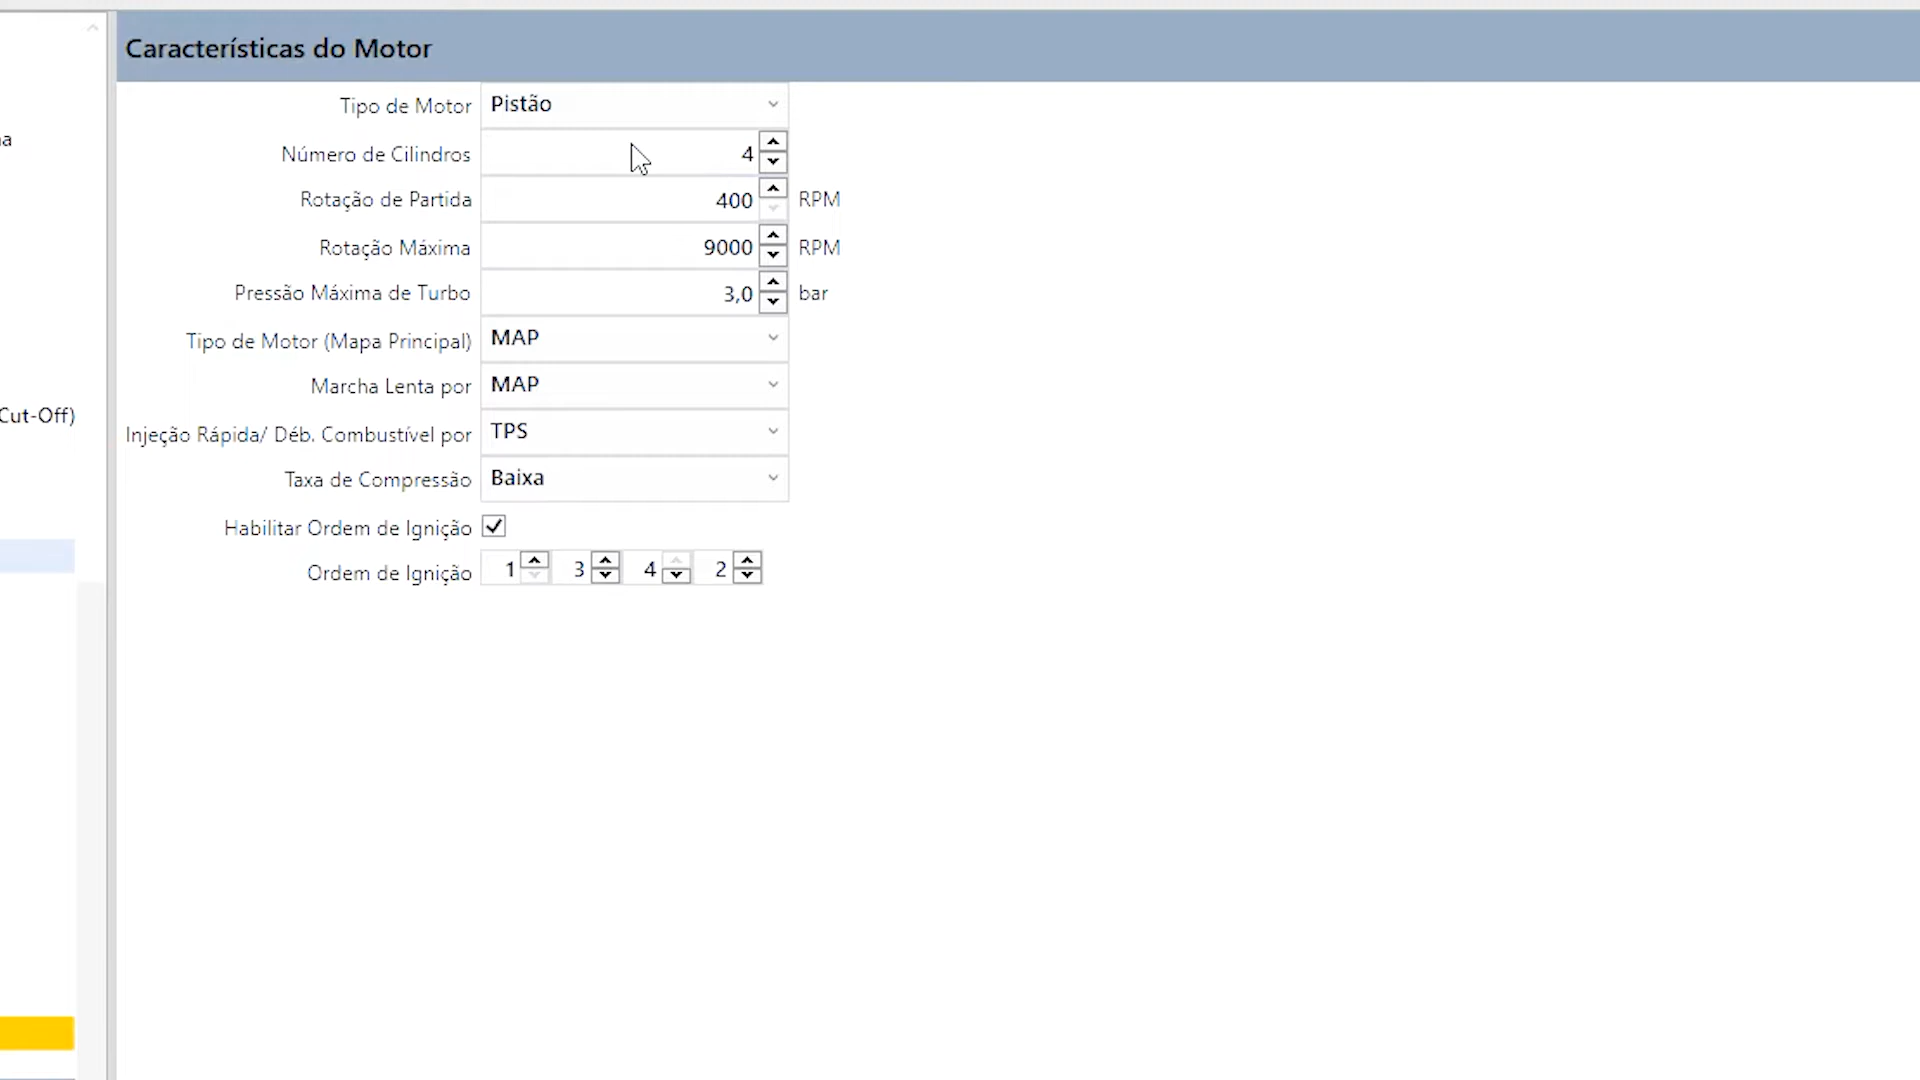 Características do Motor
Tipo de Motor Pistão
a
Número de Cilindros 4
Rotação de Partida 400 RPM
Rotação Máxima 9000 RPM
Pressão Máxima de Turbo 3,0 bar
Tipo de Motor (Mapa Principal) MAP
Marcha Lenta por MAP
Cut-Off)
Injeção Rápida/ Déb. Combustível por TPS
Taxa de Compressão Baixa
Habilitar Ordem de Ignição
Ordem de Ignição 1 3 4 2